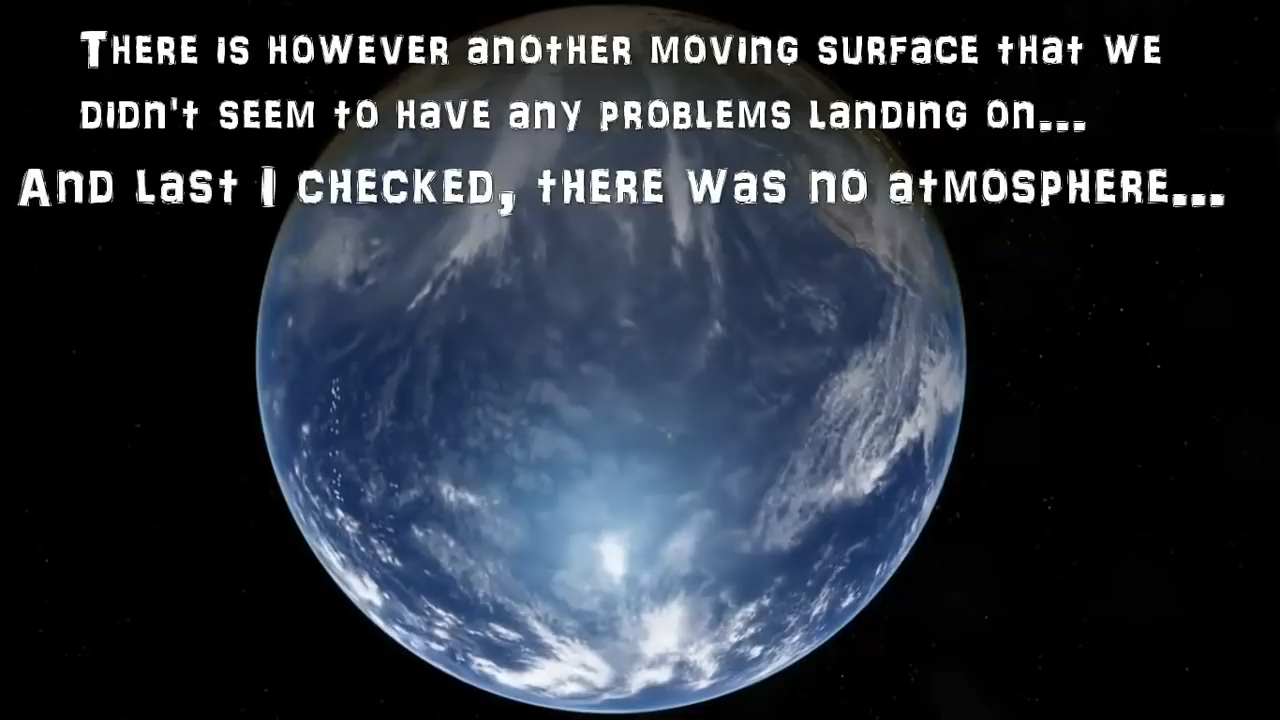 There is however another moving surface that we
didn't seem to have any problems landing on...
And last I checked, there was no atmosphere...